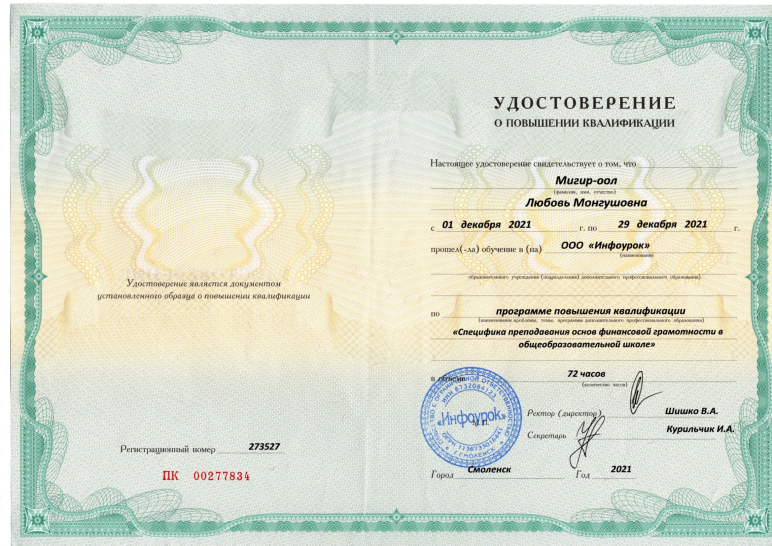 Удостоверение является документом
установленного образца о повышении квалификации
Регистрационный номер 273527
ПК 00277834
УДОСТОВЕРЕНИЕ
О ПОВЫШЕНИИ КВАЛИФИКАЦИИ
Настоящее удостоверение свидетельствует о том, что
Мигир-оол
(фамилия, имя, отчество)
Любовь Монгушовна
с 01 декабря 2021 г. по 29 декабря 2021 г.
прошел(-ла) обучение в (на) ООО «Инфоурок»
(наименование
образовательного учреждения (подразделения) дополнительного профессионального образования)
по программе повышения квалификации
(наименование проблемы, темы, программы дополнительного профессионального образования)
«Специфика преподавания основ финансовой грамотности в
общеобразовательной школе»
в объеме 72 часов
(количество часов)
«Инфоурок»
М.П.
Ректор (директор) Шишко В.А.
Секретарь Курильчик И.А.
Город Смоленск Год 2021